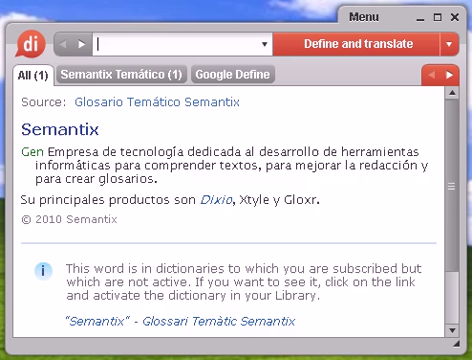 Menu
di
Define and translate
All (1) Semantix Temático (1) Google Define
Source: Glosario Temático Semantix
Semantix
Gen Empresa de tecnología dedicada al desarrollo de herramientas
informáticas para comprender textos, para mejorar la redacción y
para crear glosarios.
Su principales productos son Dixio, Xtyle y Gloxr.
© 2010 Semantix
i
This word is in dictionaries to which you are subscribed but
which are not active. If you want to see it, click on the link
and activate the dictionary in your Library.
"Semantix" - Glossari Temàtic Semantix